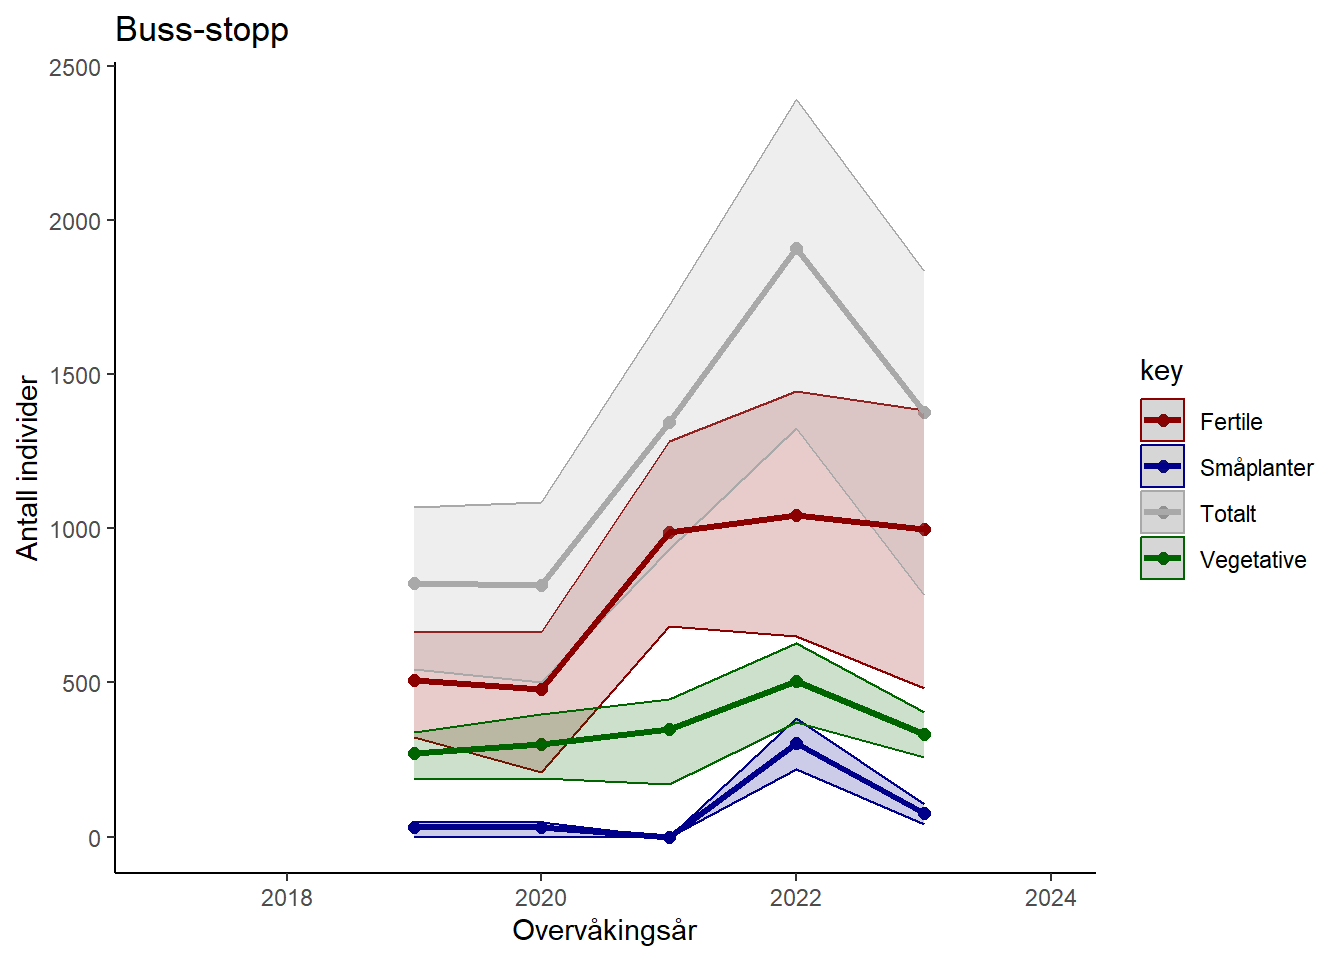 Buss-stopp
2500
2000
1500
1000
500
0
Antall individer
2018 2020 2022 2024
Overvåkingsår
key
Fertile
Småplanter
Totalt
Vegetative